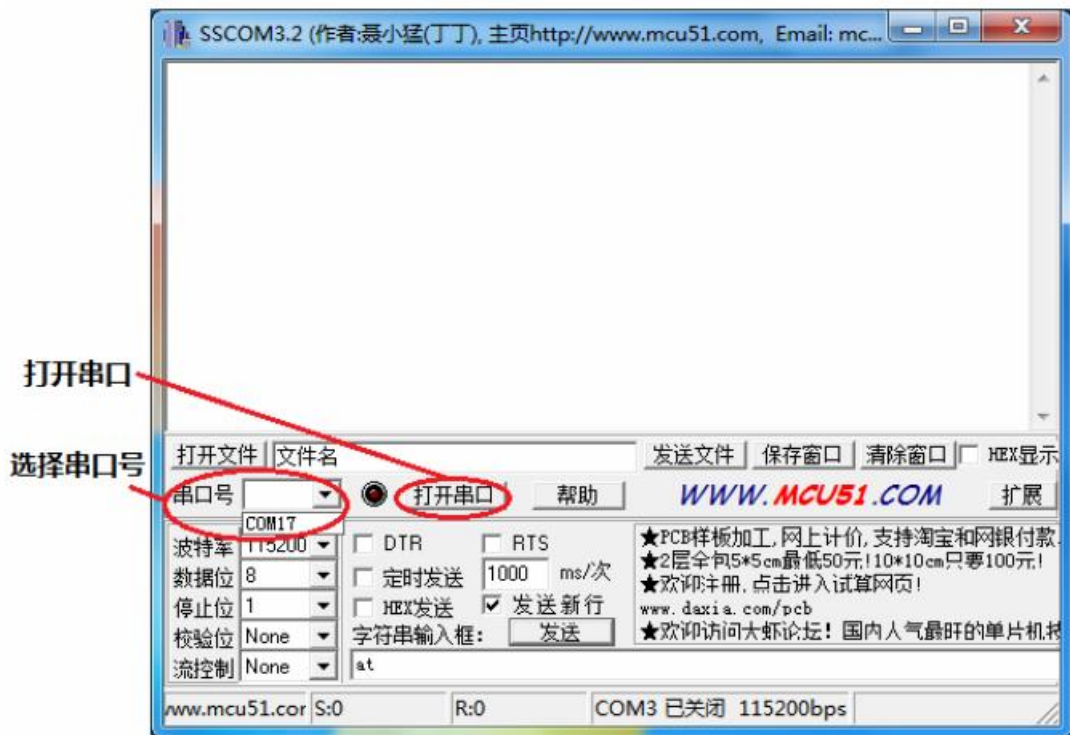 SSCOM3.2 (作者:聂小猛(丁丁), 主页http://www.mcu51.com, Email: mc...
打开串口
选择串口号
打开文件 文件名 发送文件 保存窗口 清除窗口 HEX显示
串口号 打开串口 帮助 WWW.MCU51.COM 扩展
COM17
波特率 115200 DTR RTS
数据位 8 定时发送 1000 ms/次
停止位 1 HEX发送 发送新行
校验位 None 字符串输入框: 发送
流控制 None at
★PCB样板加工,网上计价,支持淘宝和网银付款.
★2层全包5*5cm最低50元!10*10cm只要100元!
★欢迎注册,点击进入试算网页!
www.daxia.com/pcb
★欢迎访问大虾论坛!国内人气最旺的单片机技
www.mcu51.cor S:0 R:0 COM3 已关闭 115200bps